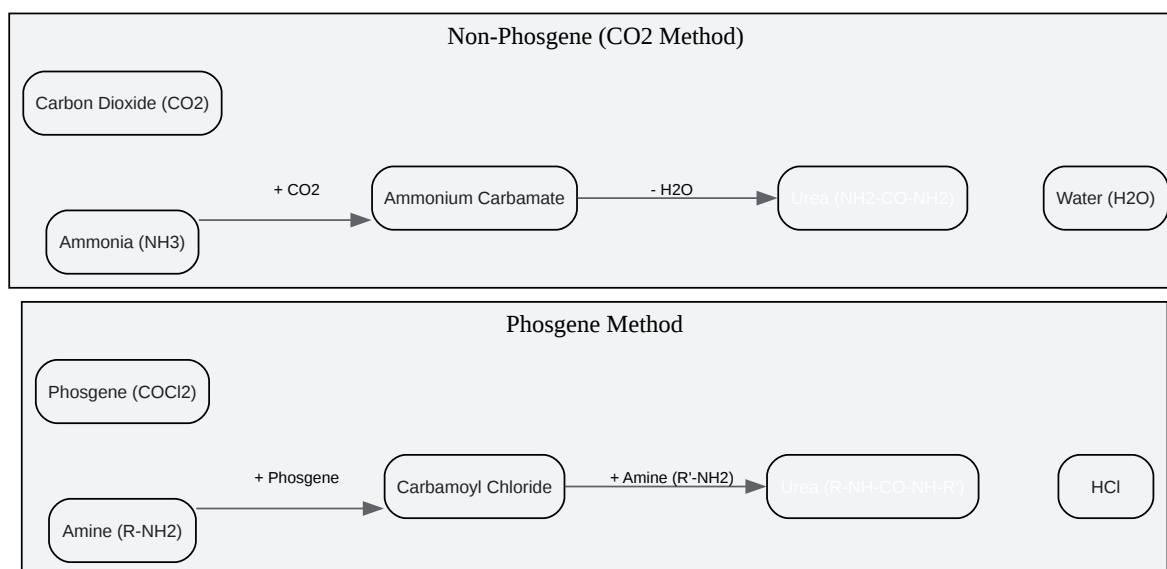 Non-Phosgene (CO2 Method)
Carbon Dioxide (CO2)
+ CO2
Ammonium Carbamate
- H2O
Urea (NH2-CO-NH2)
Water (H2O)
Ammonia (NH3)
Phosgene Method
Phosgene (COCl2)
+ Phosgene
Carbamoyl Chloride
+ Amine (R'-NH2)
Urea (R-NH-CO-NH-R')
HCl
Amine (R-NH2)